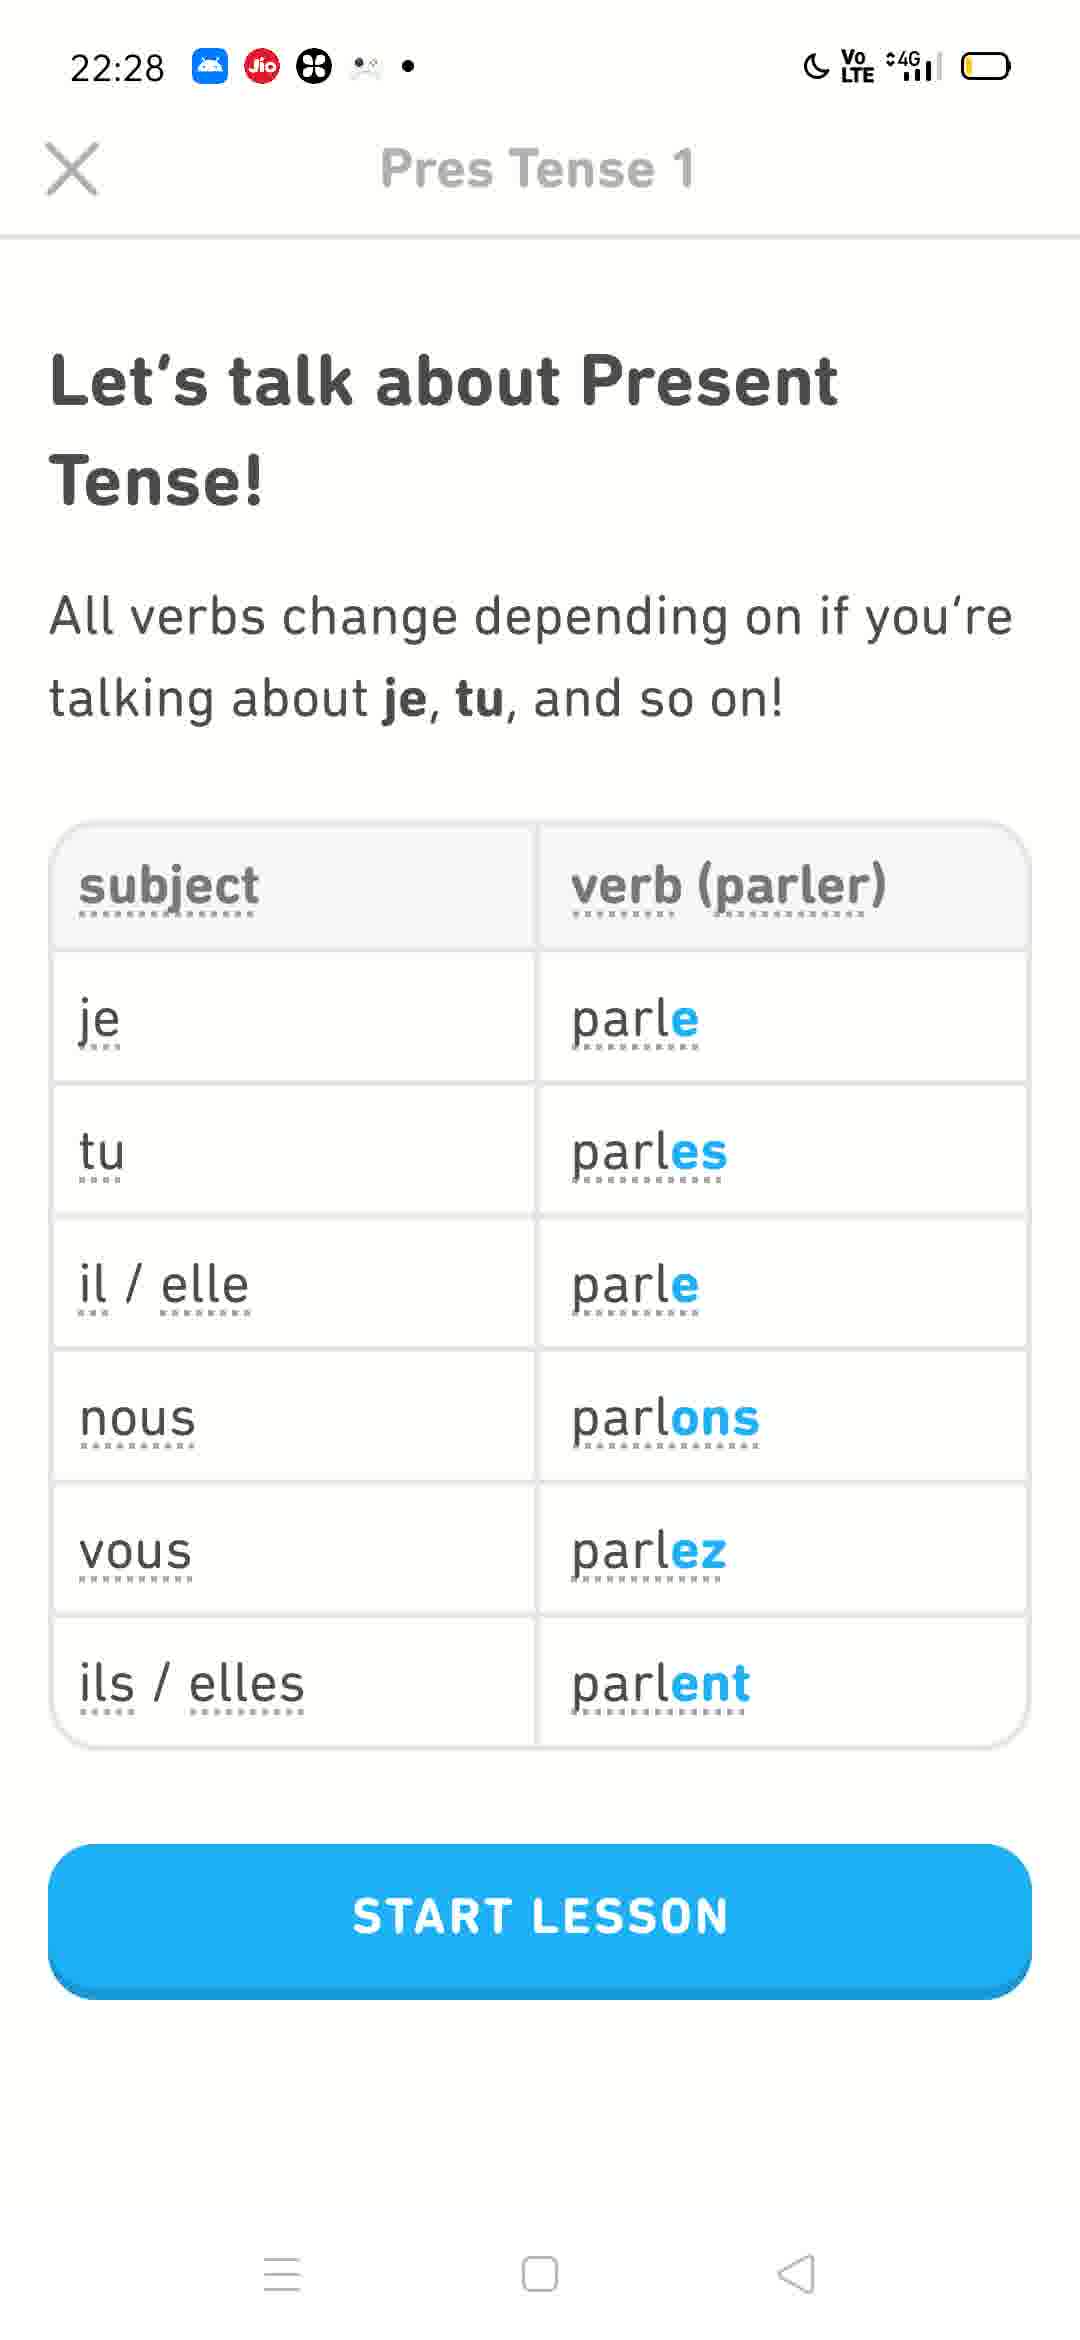 22:28 Jio Vo LTE 4G
Pres Tense 1
Let's talk about Present
Tense!
All verbs change depending on if you're
talking about je, tu, and so on!
subject verb (parler)
je parle
tu parles
il / elle parle
nous parlons
vous parlez
ils / elles parlent
START LESSON